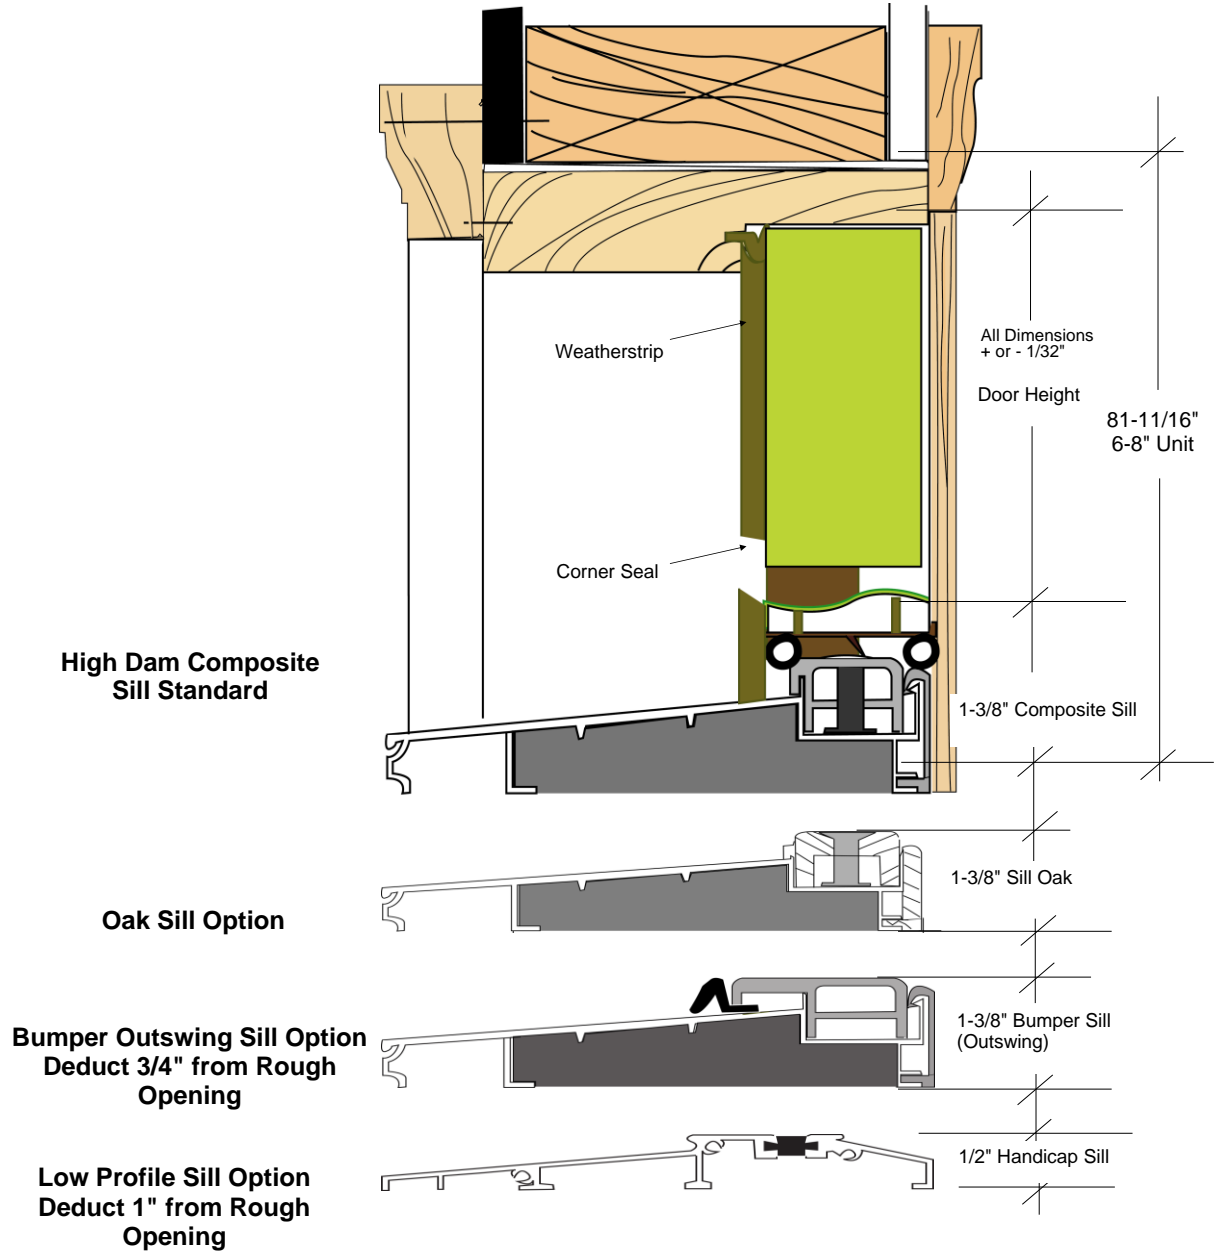 Weatherstrip
All Dimensions
+ or - 1/32"
Door Height
81-11/16"
6-8" Unit
Corner Seal
High Dam Composite
Sill Standard
1-3/8" Composite Sill
Oak Sill Option
1-3/8" Sill Oak
Bumper Outswing Sill Option
Deduct 3/4" from Rough
Opening
1-3/8" Bumper Sill
(Outswing)
Low Profile Sill Option
Deduct 1" from Rough
Opening
1/2" Handicap Sill